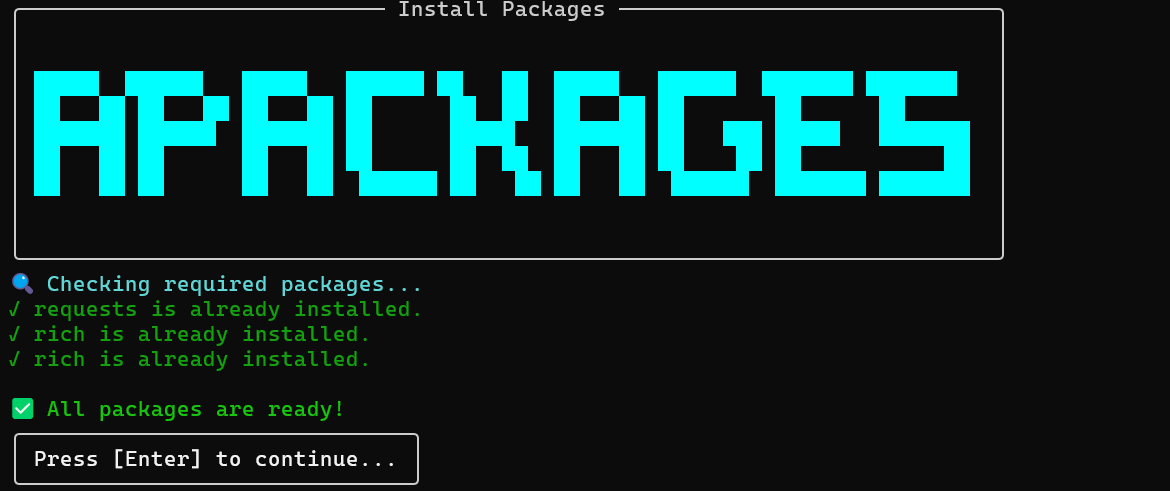 Install Packages
APACKAGES
Checking required packages...
√ requests is already installed.
√ rich is already installed.
√ rich is already installed.
All packages are ready!
Press [Enter] to continue...